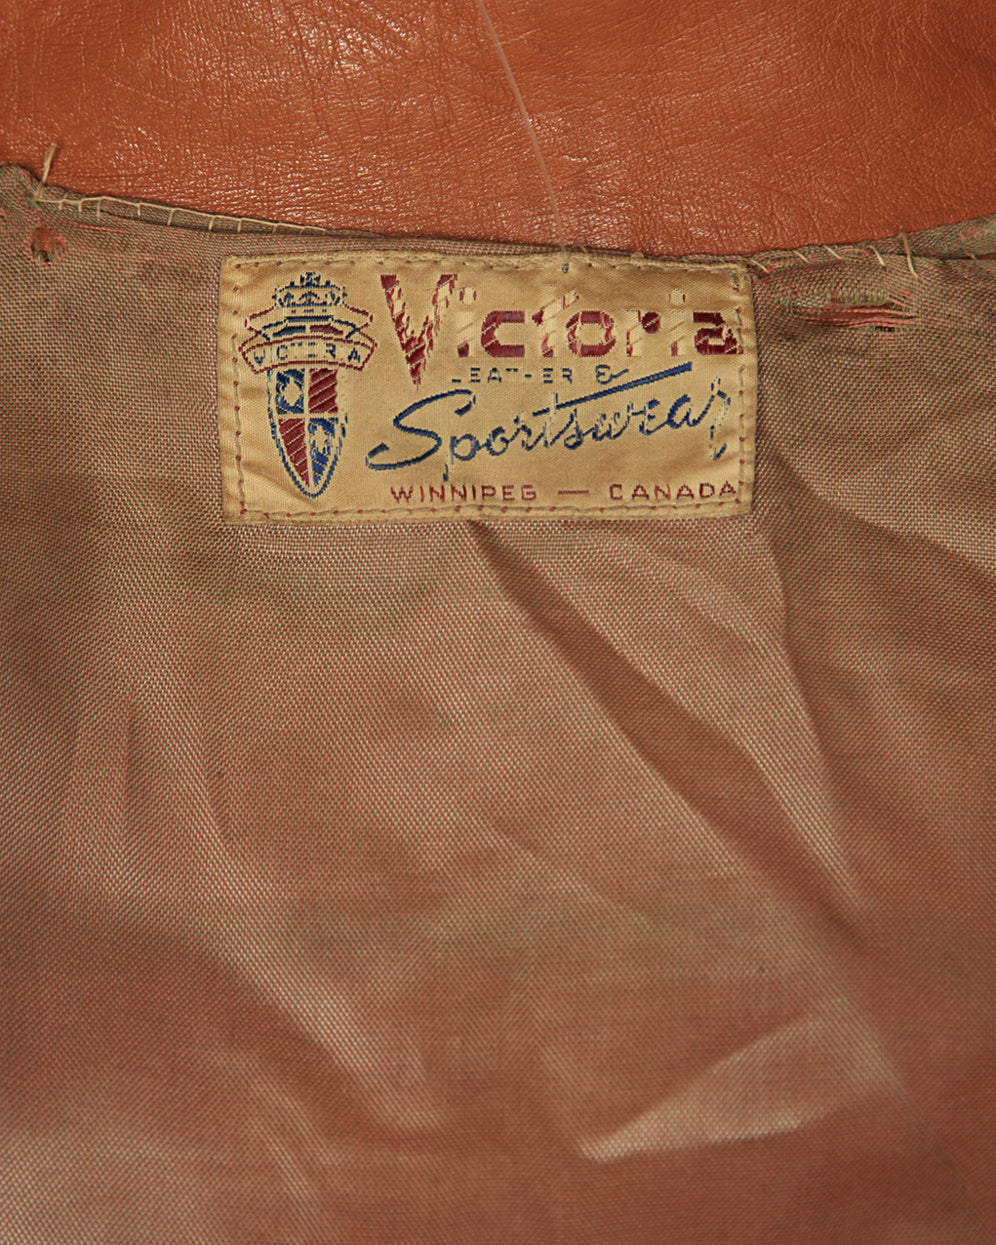 VICTORIA
Victoria
LEATHER &
Sportswear
WINNIPEG — CANADA